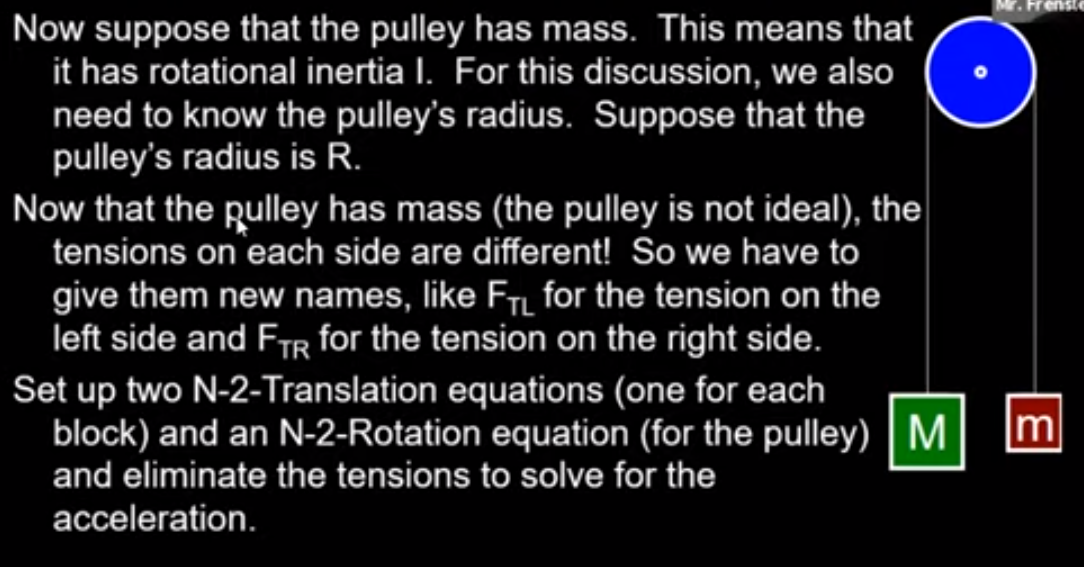 Mr. Frenste
Now suppose that the pulley has mass. This means that
it has rotational inertia I. For this discussion, we also
need to know the pulley's radius. Suppose that the
pulley's radius is R.
Now that the pulley has mass (the pulley is not ideal), the
tensions on each side are different! So we have to
give them new names, like F_TL for the tension on the
left side and F_TR for the tension on the right side.
Set up two N-2-Translation equations (one for each
block) and an N-2-Rotation equation (for the pulley)
and eliminate the tensions to solve for the
acceleration.
M
m